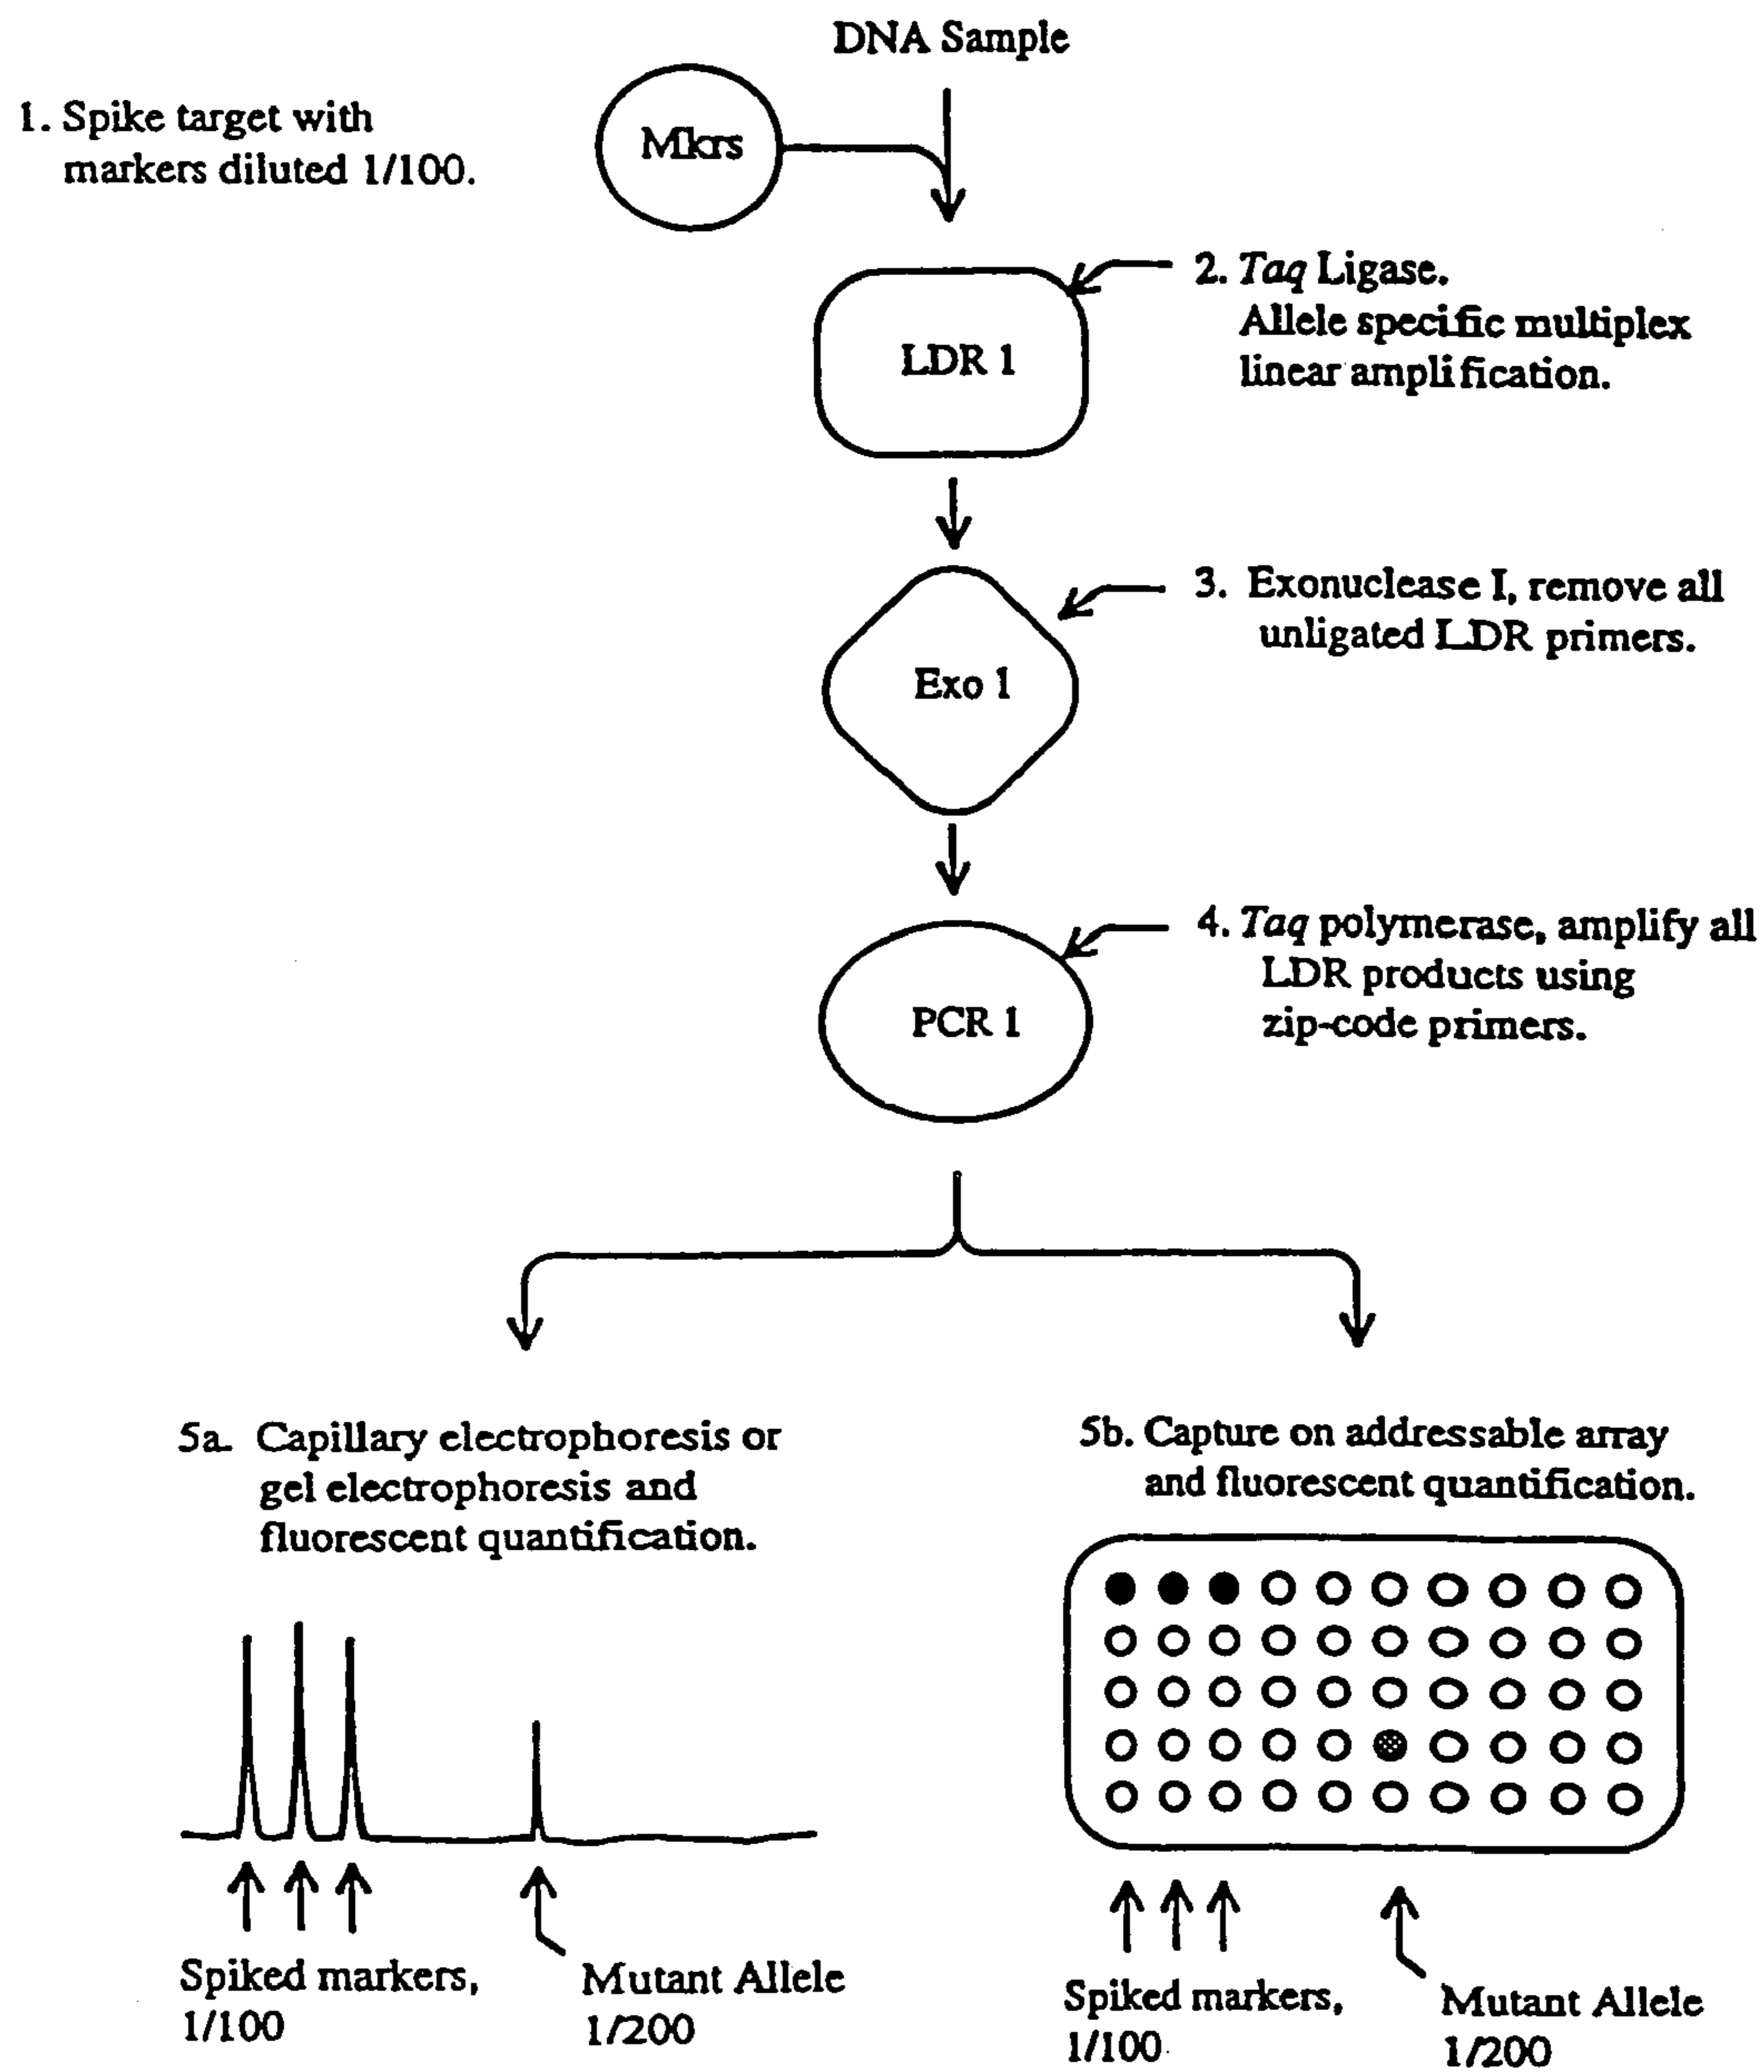 DNA Sample
1. Spike target with
markers diluted 1/100.
Mkrs
2. Taq Ligase.
Allele specific multiplex
linear amplification.
LDR 1
3. Exonuclease I, remove all
unligated LDR primers.
Exo 1
4. Taq polymerase, amplify all
LDR products using
zip-code primers.
PCR 1
5a. Capillary electrophoresis or
gel electrophoresis and
fluorescent quantification.
5b. Capture on addressable array
and fluorescent quantification.
Spiked markers,
1/100
Mutant Allele
1/200
Spiked markers,
1/100
Mutant Allele
1/200